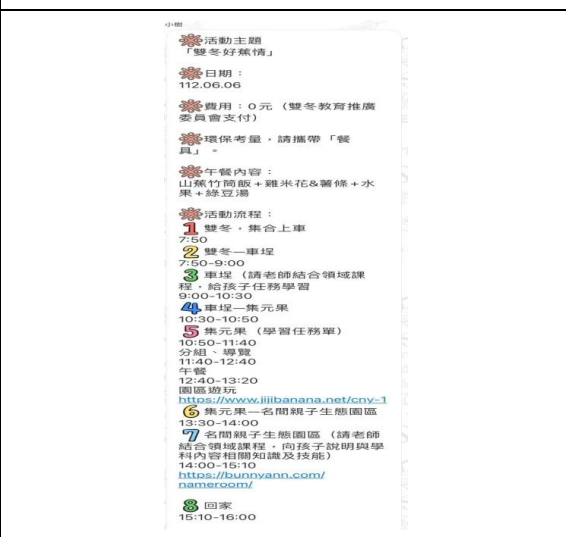 小樹
活動主題
「雙冬好蕉情」
日期：
112.06.06
費用：0元（雙冬教育推廣
委員會支付）
環保考量，請攜帶「餐
具」。
午餐內容：
山蕉竹筒飯+雞米花&薯條+水
果+綠豆湯
活動流程：
1 雙冬，集合上車
7:50
2 雙冬—車埕
7:50-9:00
3 車埕（請老師結合領域課
程，給孩子任務學習
9:00-10:30
4 車埕—集元果
10:30-10:50
5 集元果（學習任務單）
10:50-11:40
分組、導覽
11:40-12:40
午餐
12:40-13:20
園區遊玩
https://www.jijibanana.net/cny-1
6 集元果—名間親子生態園區
13:30-14:00
7 名間親子生態園區（請老師
結合領域課程，向孩子說明與學
科內容相關知識及技能）
14:00-15:10
https://bunnyann.com/
nameroom/
8 回家
15:10-16:00